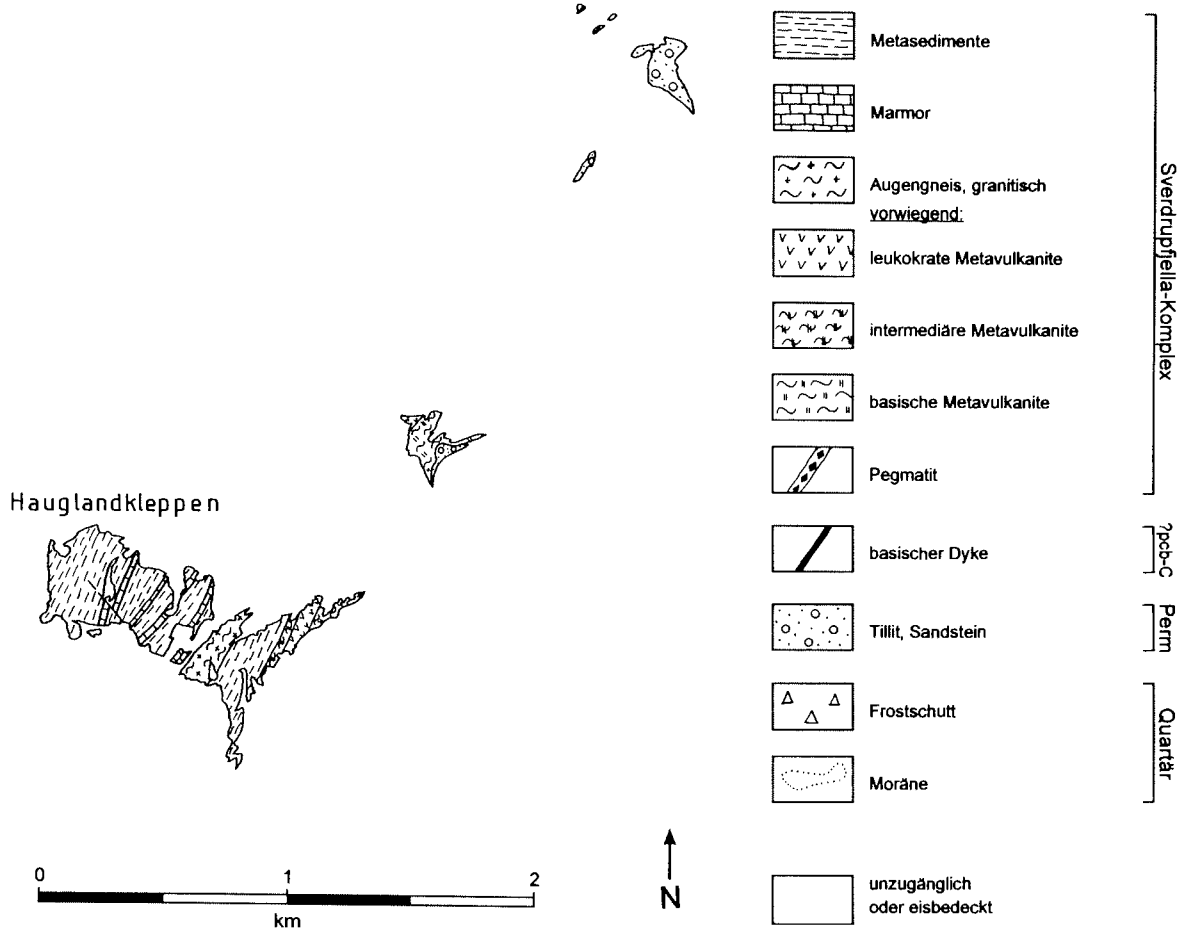 Hauglandkleppen
0 1 2
km
N
Metasedimente
Marmor
Augengneis, granitisch
vorwiegend:
leukokrate Metavulkanite
intermediäre Metavulkanite
basische Metavulkanite
Pegmatit
basischer Dyke
Tillit, Sandstein
Frostschutt
Moräne
unzugänglich
oder eisbedeckt
Sverdrupfjella-Komplex
?pcb-C
Perm
Quartär